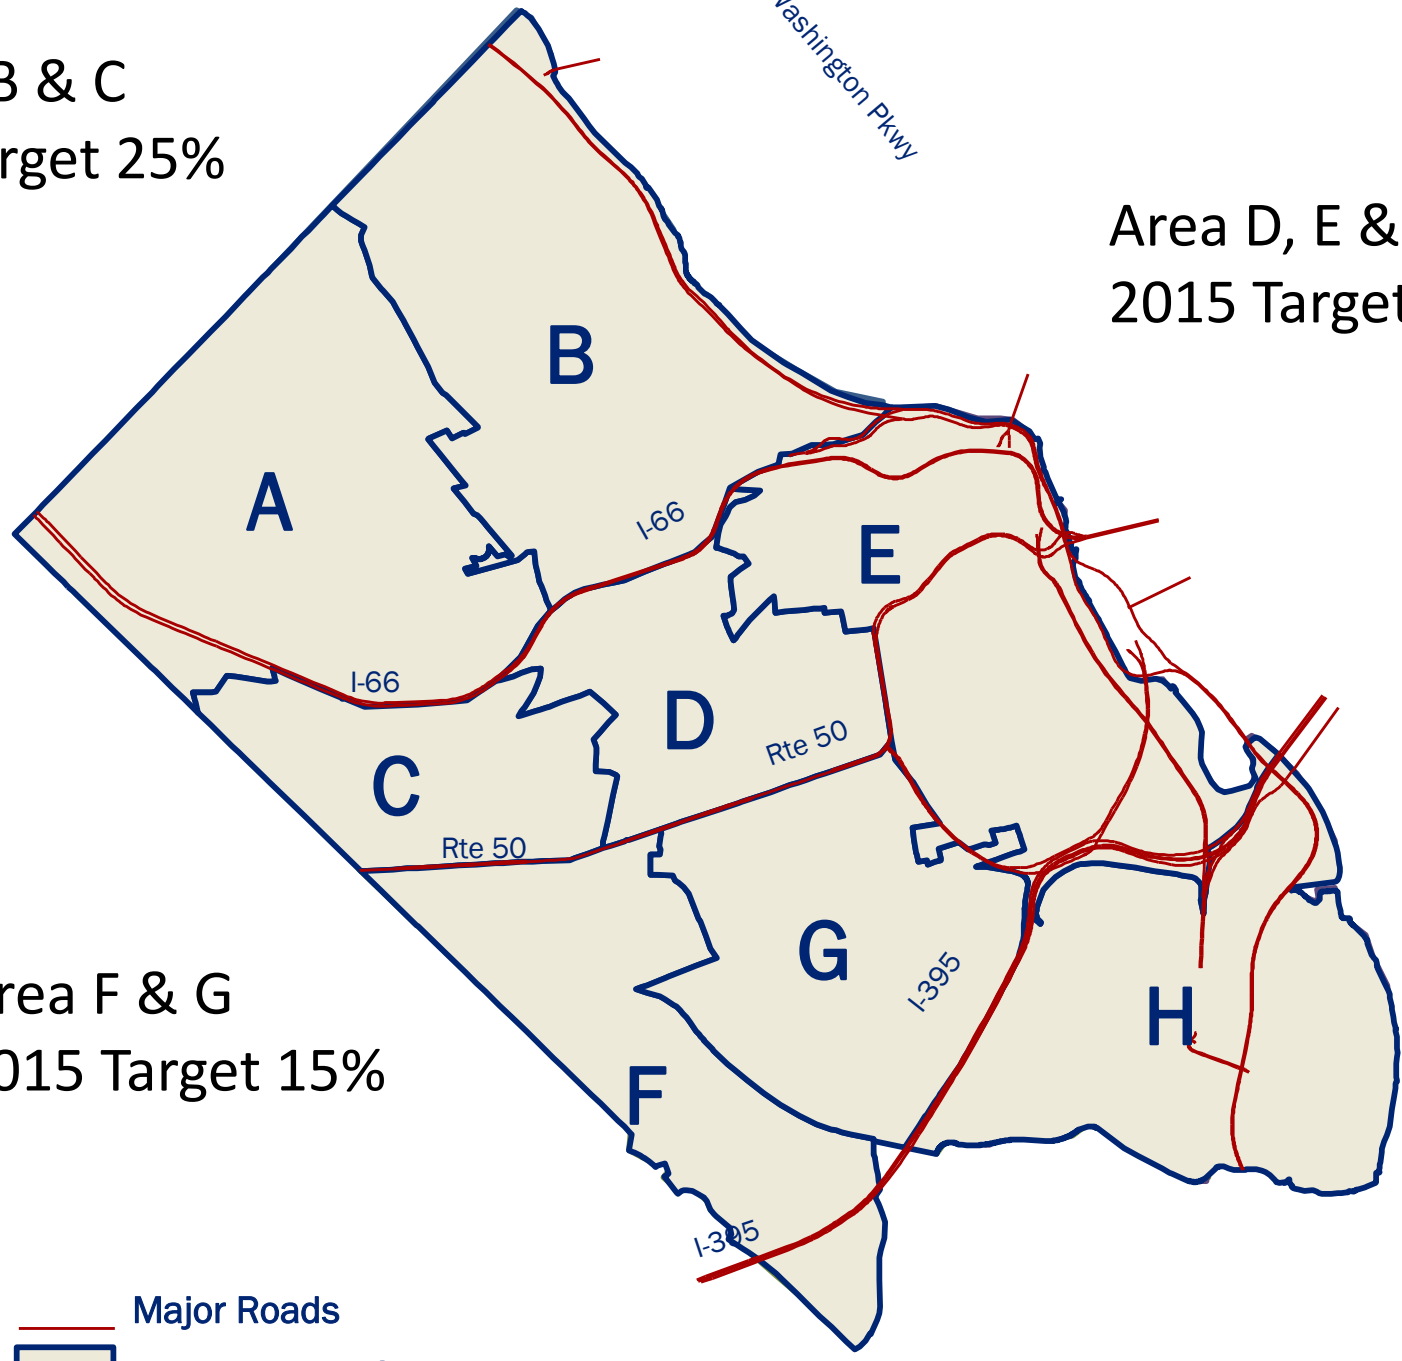 Washington Pkwy
B & C
rget 25%
Area D, E &
2015 Target
B
A
I-66
E
I-66
D
Rte 50
C
Rte 50
G
I-395
rea F & G
015 Target 15%
H
F
I-395
Major Roads